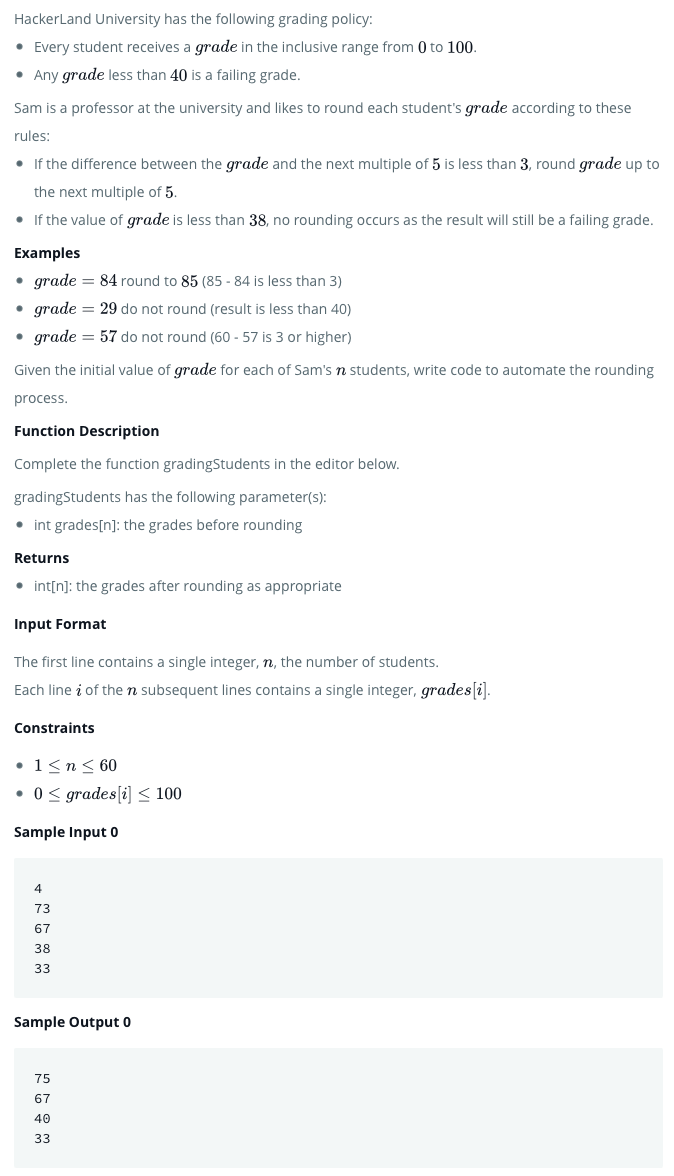 HackerLand University has the following grading policy:
• Every student receives a grade in the inclusive range from 0 to 100.
• Any grade less than 40 is a failing grade.
Sam is a professor at the university and likes to round each student's grade according to these
rules:
• If the difference between the grade and the next multiple of 5 is less than 3, round grade up to
the next multiple of 5.
• If the value of grade is less than 38, no rounding occurs as the result will still be a failing grade.
Examples
• grade = 84 round to 85 (85 - 84 is less than 3)
• grade = 29 do not round (result is less than 40)
• grade = 57 do not round (60 - 57 is 3 or higher)
Given the initial value of grade for each of Sam's n students, write code to automate the rounding
process.
Function Description
Complete the function gradingStudents in the editor below.
gradingStudents has the following parameter(s):
• int grades[n]: the grades before rounding
Returns
• int[n]: the grades after rounding as appropriate
Input Format
The first line contains a single integer, n, the number of students.
Each line i of the n subsequent lines contains a single integer, grades[i].
Constraints
• 1 ≤ n ≤ 60
• 0 ≤ grades[i] ≤ 100
Sample Input 0
4
73
67
38
33
Sample Output 0
75
67
40
33